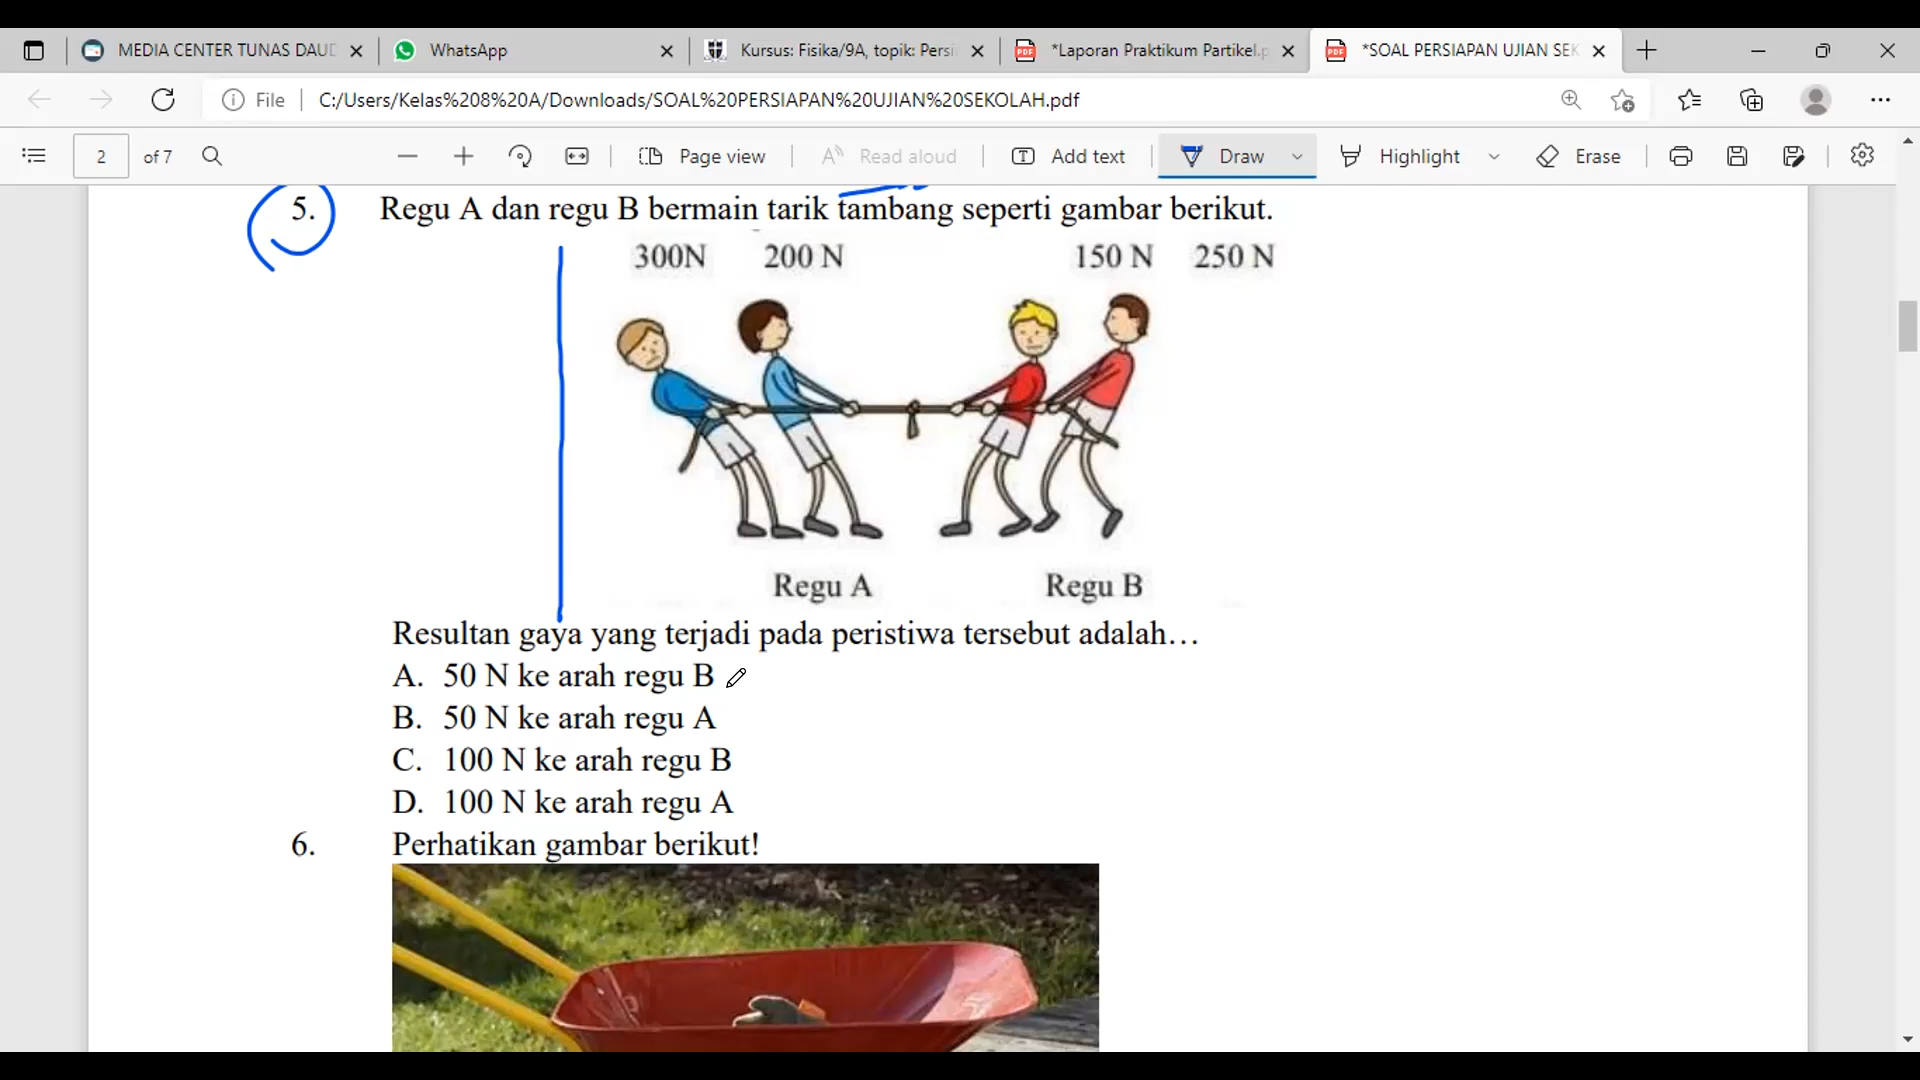 MEDIA CENTER TUNAS DAUD
WhatsApp
Kursus: Fisika/9A, topik: Persi
*Laporan Praktikum Partikel.p
*SOAL PERSIAPAN UJIAN SEK
File
C:/Users/Kelas%208%20A/Downloads/SOAL%20PERSIAPAN%20UJIAN%20SEKOLAH.pdf
2 of 7
Page view
Read aloud
Add text
Draw
Highlight
Erase
5. Regu A dan regu B bermain tarik tambang seperti gambar berikut.
300N 200 N 150 N 250 N
Regu A Regu B
Resultan gaya yang terjadi pada peristiwa tersebut adalah…
A. 50 N ke arah regu B
B. 50 N ke arah regu A
C. 100 N ke arah regu B
D. 100 N ke arah regu A
6. Perhatikan gambar berikut!